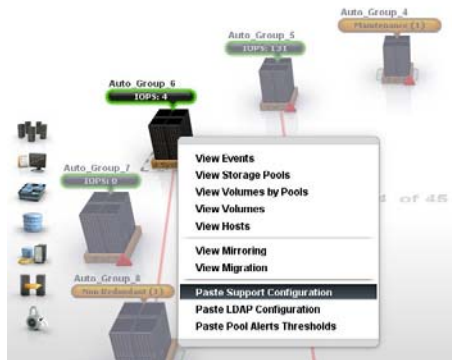 Auto_Group_4
Maintenance (1)
Auto_Group_5
IOPS: 131
Auto_Group_6
IOPS: 4
Auto_Group_7
IOPS: 0
Auto_Group_8
Non Redundant (1)
of 45
View Events
View Storage Pools
View Volumes by Pools
View Volumes
View Hosts
View Mirroring
View Migration
Paste Support Configuration
Paste LDAP Configuration
Paste Pool Alerts Thresholds